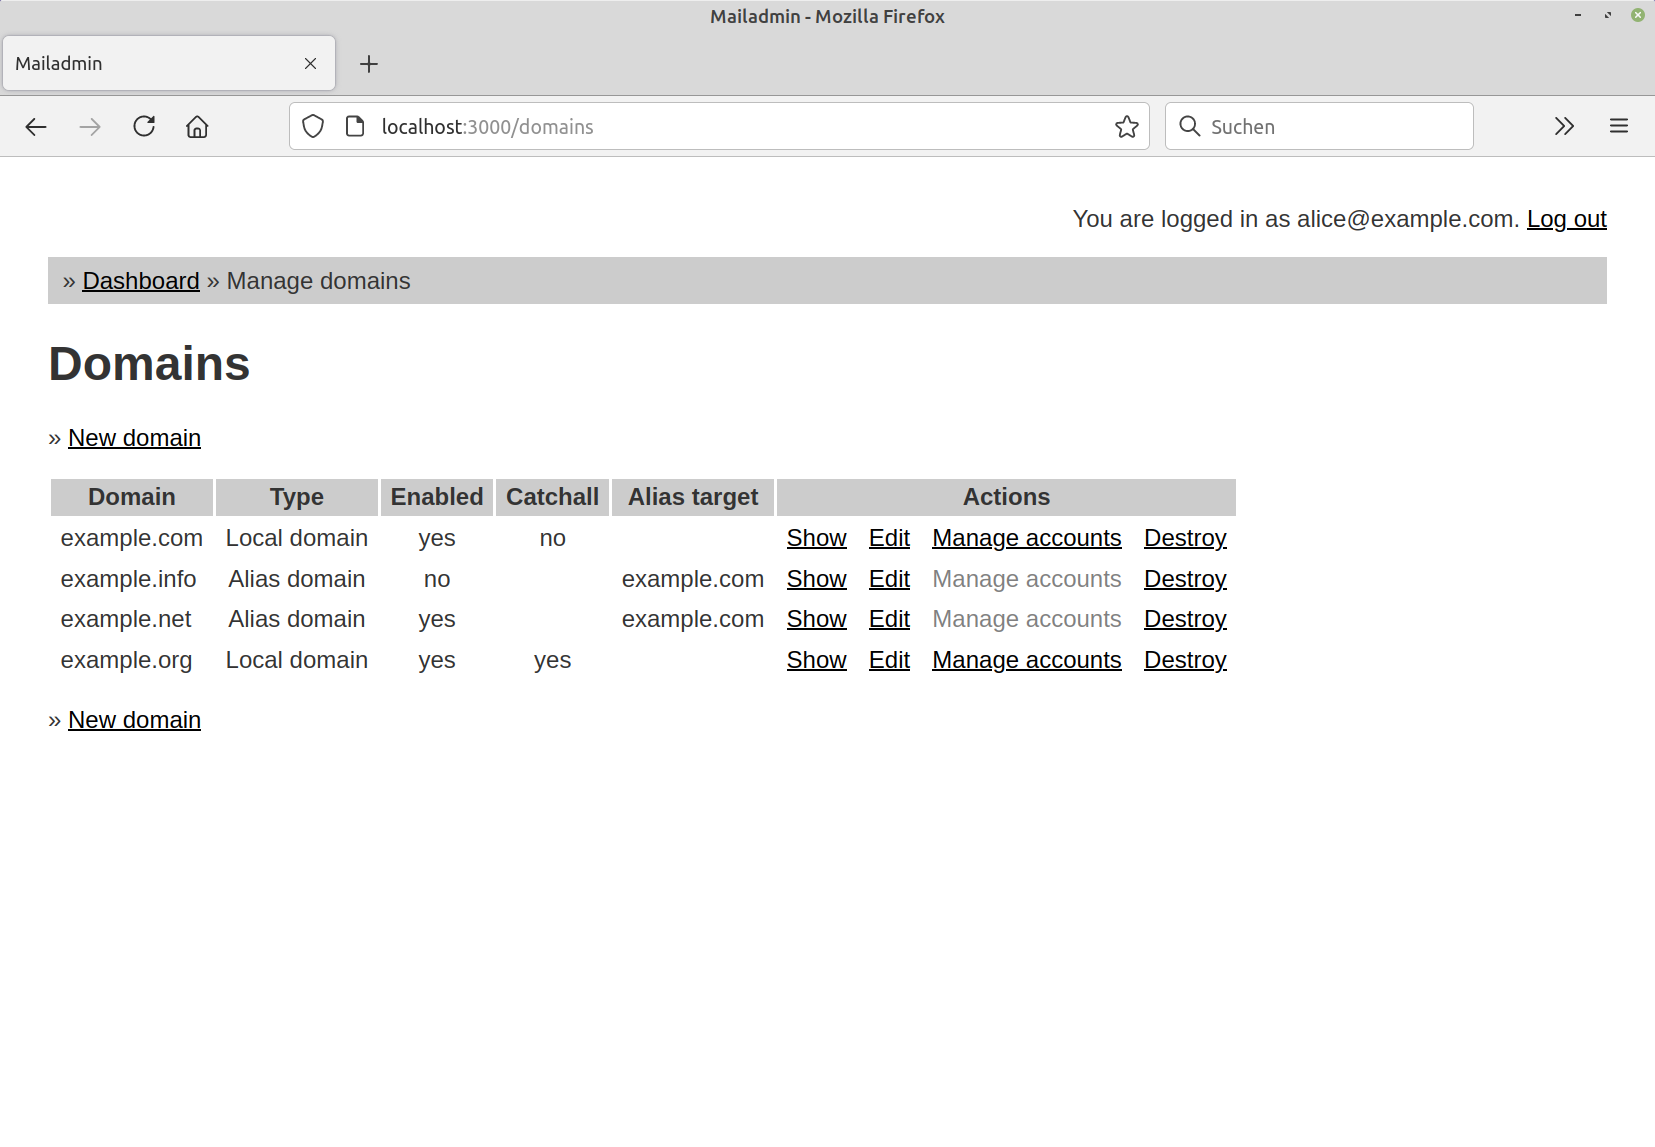 Mailadmin - Mozilla Firefox
Mailadmin
localhost:3000/domains
Suchen
You are logged in as alice@example.com. Log out
» Dashboard » Manage domains
Domains
» New domain
Domain Type Enabled Catchall Alias target Actions
example.com Local domain yes no Show Edit Manage accounts Destroy
example.info Alias domain no example.com Show Edit Manage accounts Destroy
example.net Alias domain yes example.com Show Edit Manage accounts Destroy
example.org Local domain yes yes Show Edit Manage accounts Destroy
» New domain